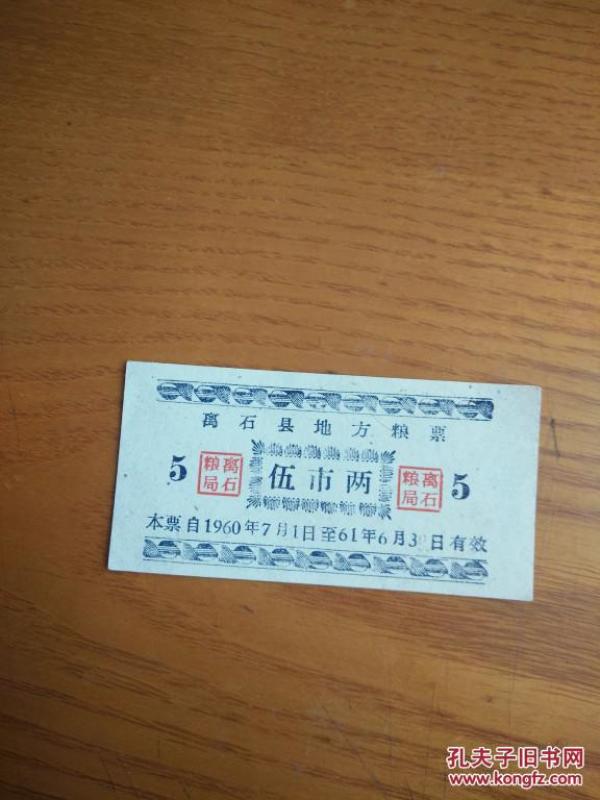 离石县地方粮票
5 离石粮局 伍市两 离石粮局 5
本票自1960年7月1日至61年6月30日有效
孔夫子旧书网
www.kongfz.com